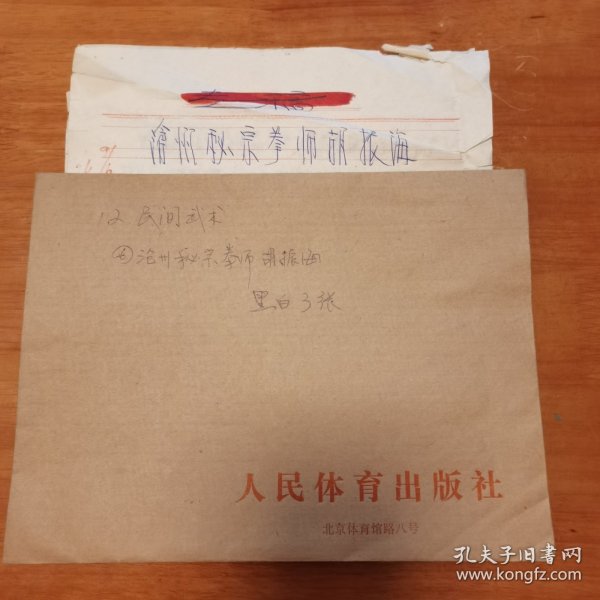 沧州秘宗拳师胡振海
12 民间武术
④沧州秘宗拳师胡振海
黑白3张
人民体育出版社
北京体育馆路八号
孔夫子旧书网
www.kongfz.com